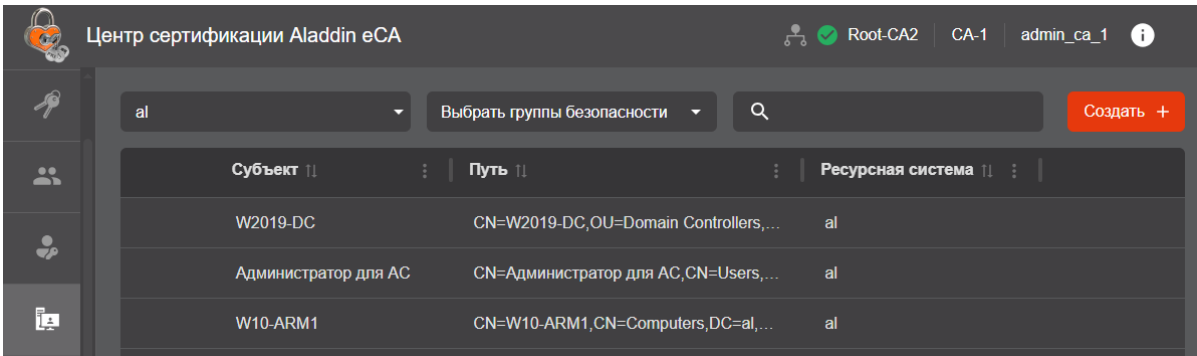 Центр сертификации Aladdin eCA Root-CA2 CA-1 admin_ca_1 i
al Выбрать группы безопасности Создать +
Субъект Путь Ресурсная система
W2019-DC CN=W2019-DC,OU=Domain Controllers,... al
Администратор для АС CN=Администратор для АС,CN=Users,... al
W10-ARM1 CN=W10-ARM1,CN=Computers,DC=al,... al